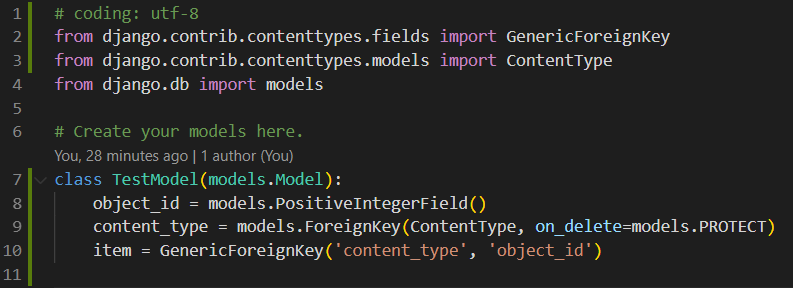 1 # coding: utf-8
2 from django.contrib.contenttypes.fields import GenericForeignKey
3 from django.contrib.contenttypes.models import ContentType
4 from django.db import models
5
6 # Create your models here.
You, 28 minutes ago | 1 author (You)
7 class TestModel(models.Model):
8 object_id = models.PositiveIntegerField()
9 content_type = models.ForeignKey(ContentType, on_delete=models.PROTECT)
10 item = GenericForeignKey('content_type', 'object_id')
11